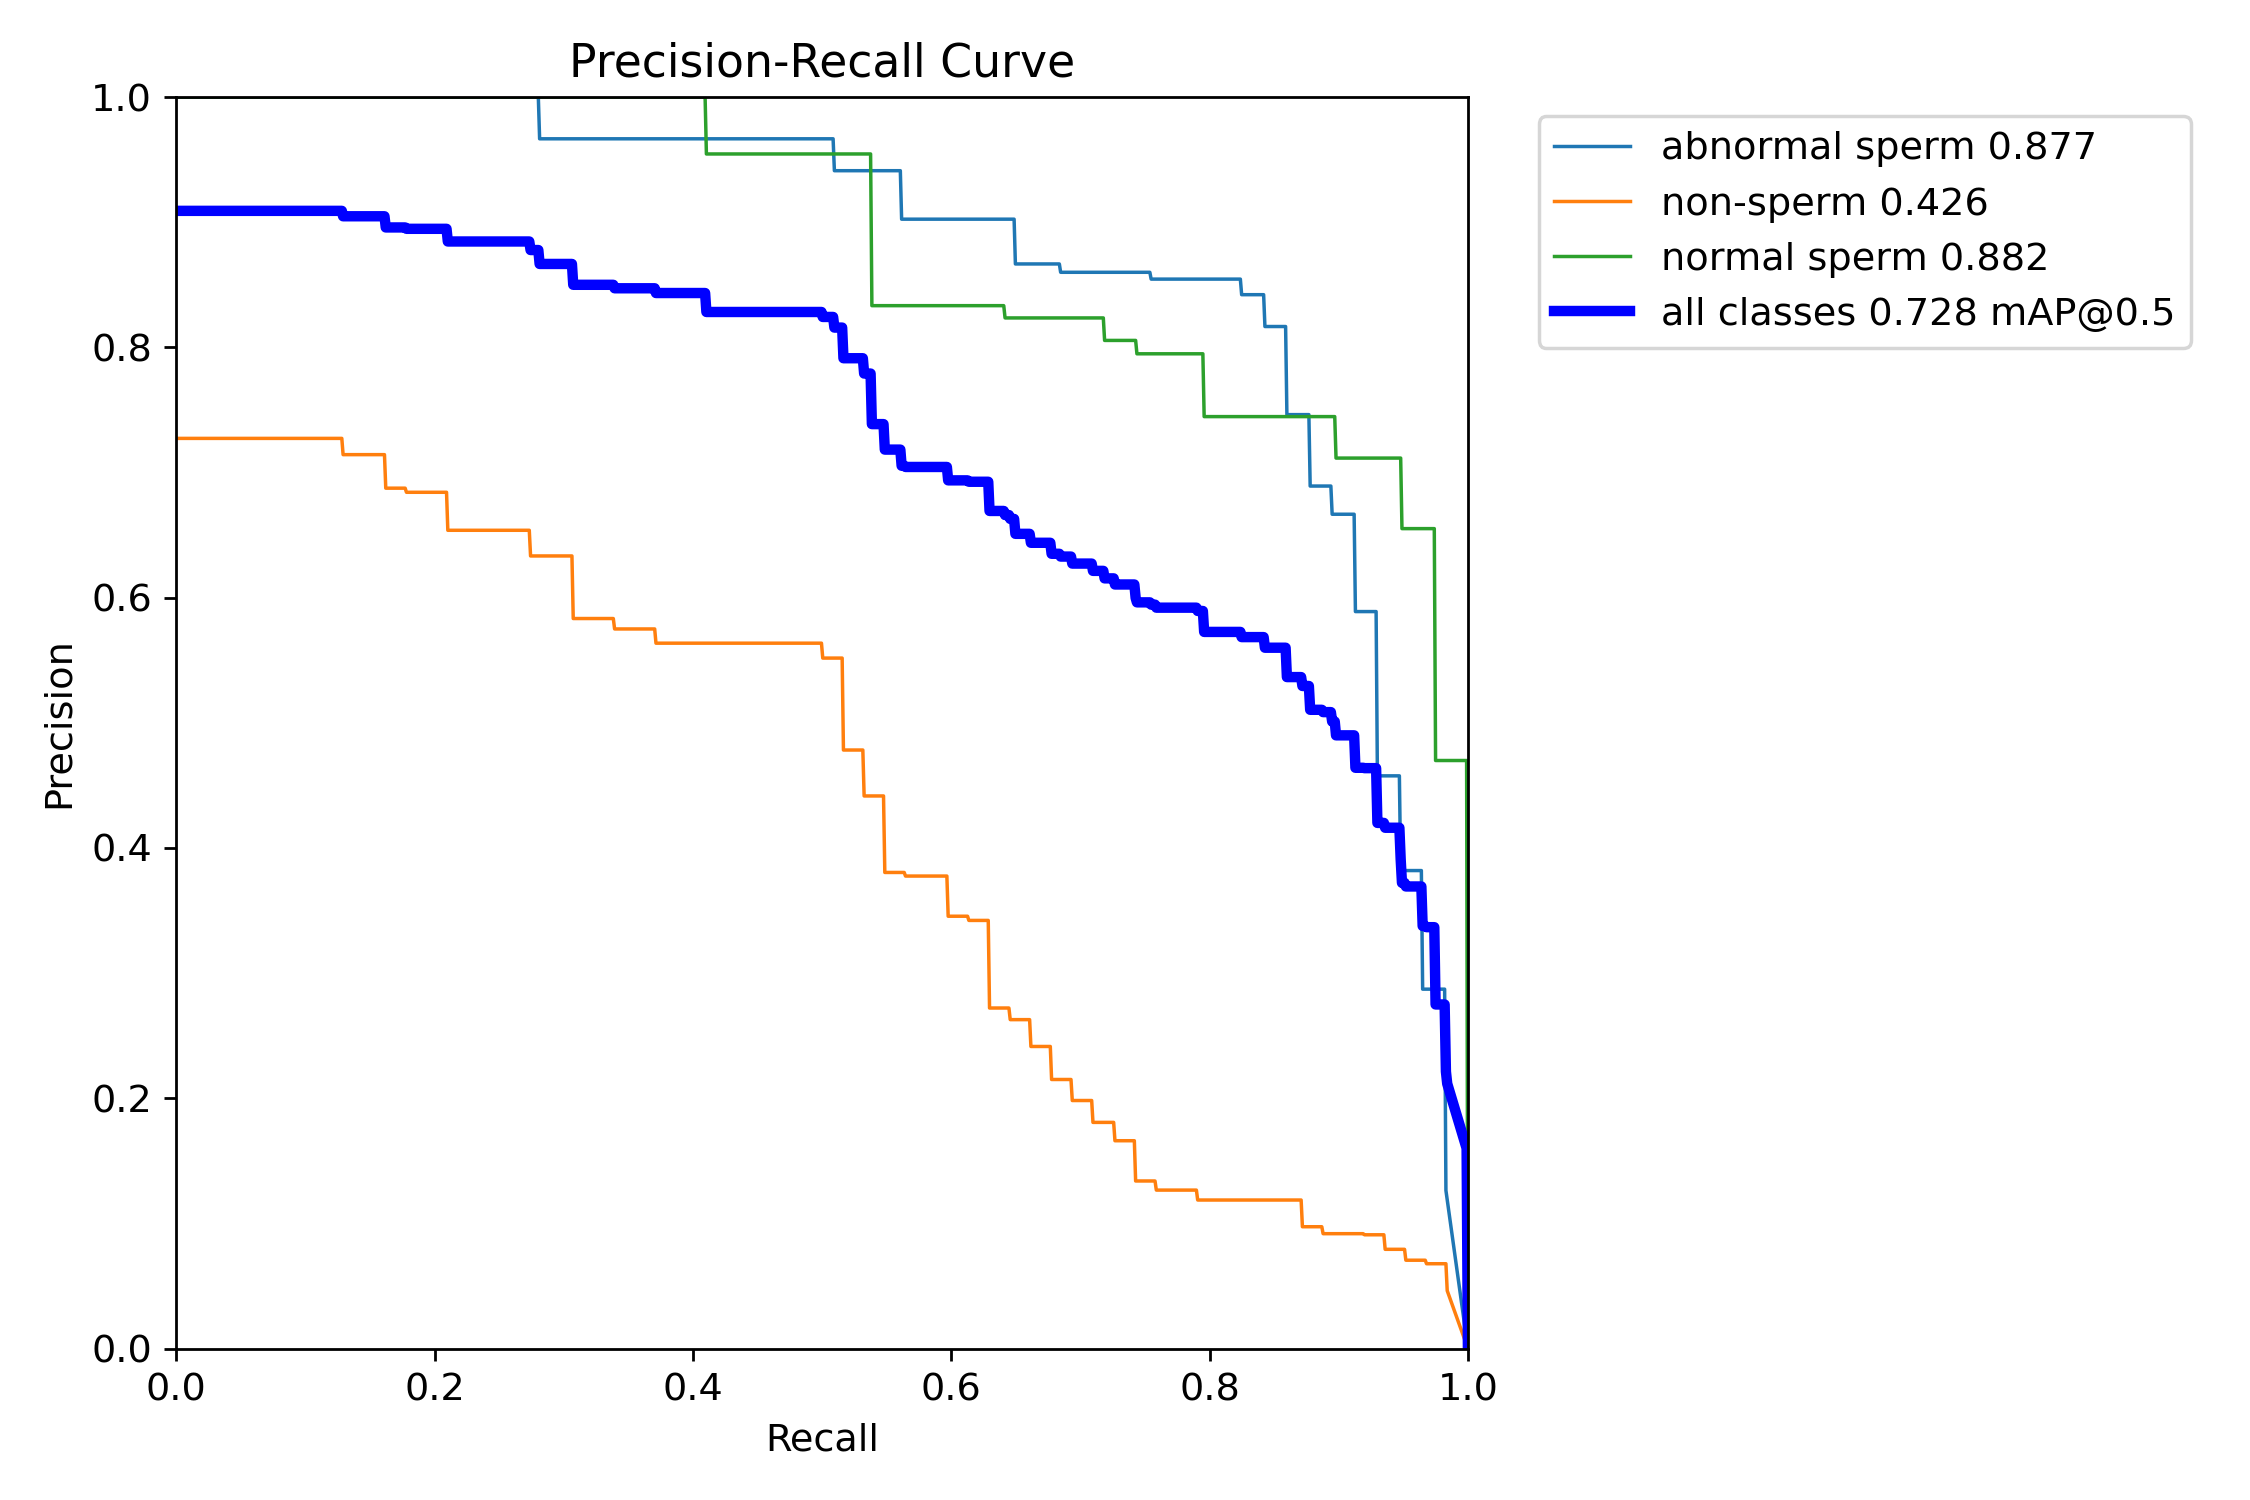 Precision-Recall Curve
1.0
0.8
0.6
0.4
0.2
0.0
Precision
0.0 0.2 0.4 0.6 0.8 1.0
Recall
abnormal sperm 0.877
non-sperm 0.426
normal sperm 0.882
all classes 0.728 mAP@0.5